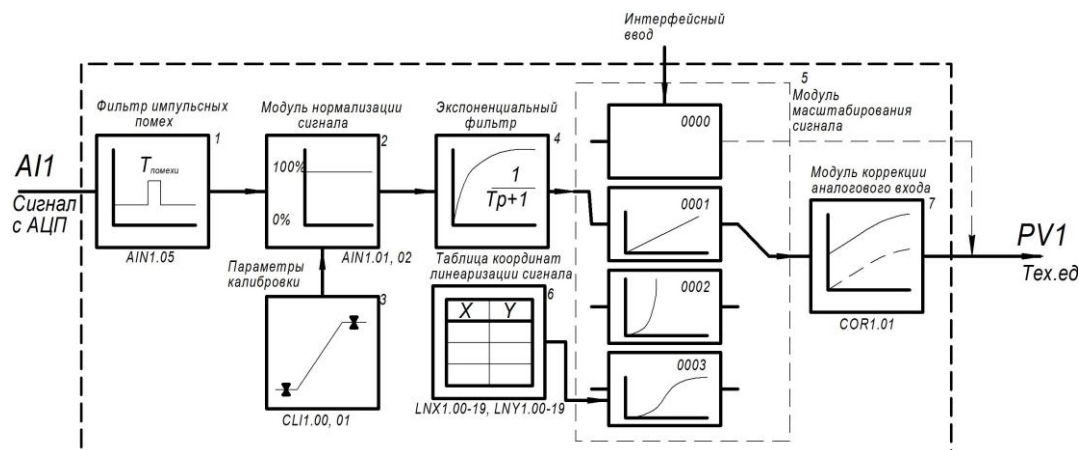 Интерфейсный
ввод
Фильтр импульсных
помех
1
Tпомехи
AIN1.05
AI1
Сигнал
с АЦП
Модуль нормализации
сигнала
2
100%
0%
AIN1.01, 02
Параметры
калибровки
3
CLI1.00, 01
Экспоненциальный
фильтр
4
1
Tp+1
Таблица координат
линеаризации сигнала
6
X Y
LNX1.00-19, LNY1.00-19
5
Модуль
масштабирования
сигнала
0000
0001
0002
0003
Модуль коррекции
аналогового входа
7
COR1.01
PV1
Тех.ед